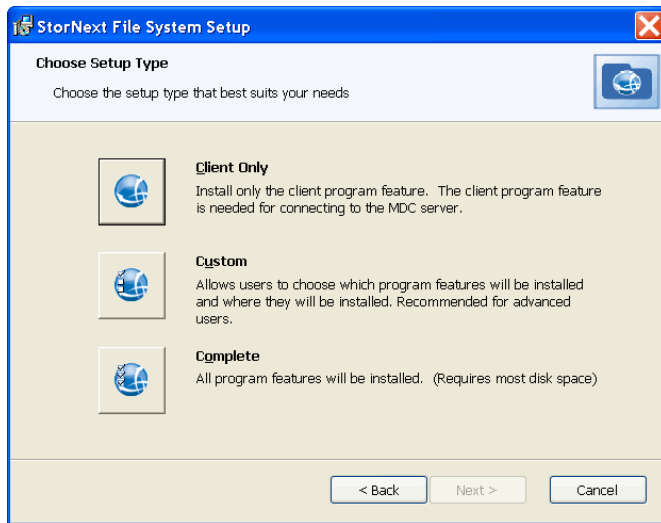 StorNext File System Setup
Choose Setup Type
Choose the setup type that best suits your needs
Client Only
Install only the client program feature. The client program feature
is needed for connecting to the MDC server.
Custom
Allows users to choose which program features will be installed
and where they will be installed. Recommended for advanced
users.
Complete
All program features will be installed. (Requires most disk space)
< Back Next > Cancel